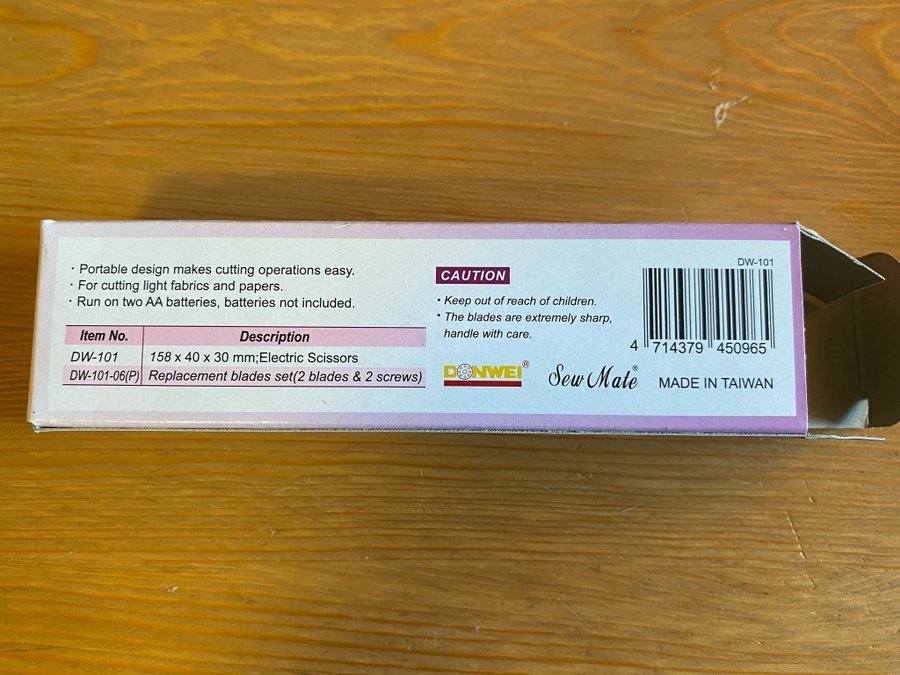 · Portable design makes cutting operations easy.
· For cutting light fabrics and papers.
· Run on two AA batteries, batteries not included.
Item No. Description
DW-101 158 x 40 x 30 mm;Electric Scissors
DW-101-06(P) Replacement blades set(2 blades & 2 screws)
CAUTION
· Keep out of reach of children.
· The blades are extremely sharp,
handle with care.
DONWEI®
Sew Mate®
DW-101
4 714379 450965
MADE IN TAIWAN